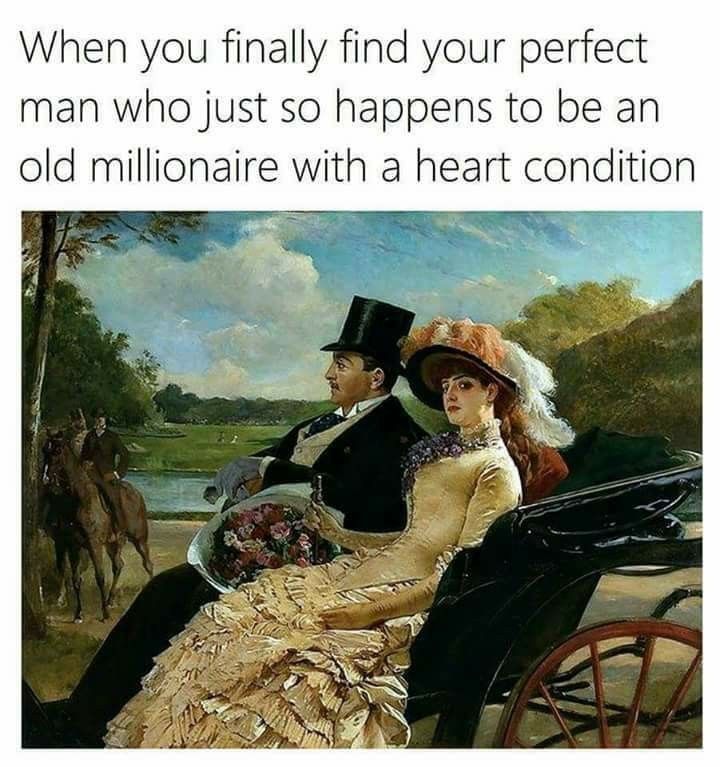 When you finally find your perfect
man who just so happens to be an
old millionaire with a heart condition